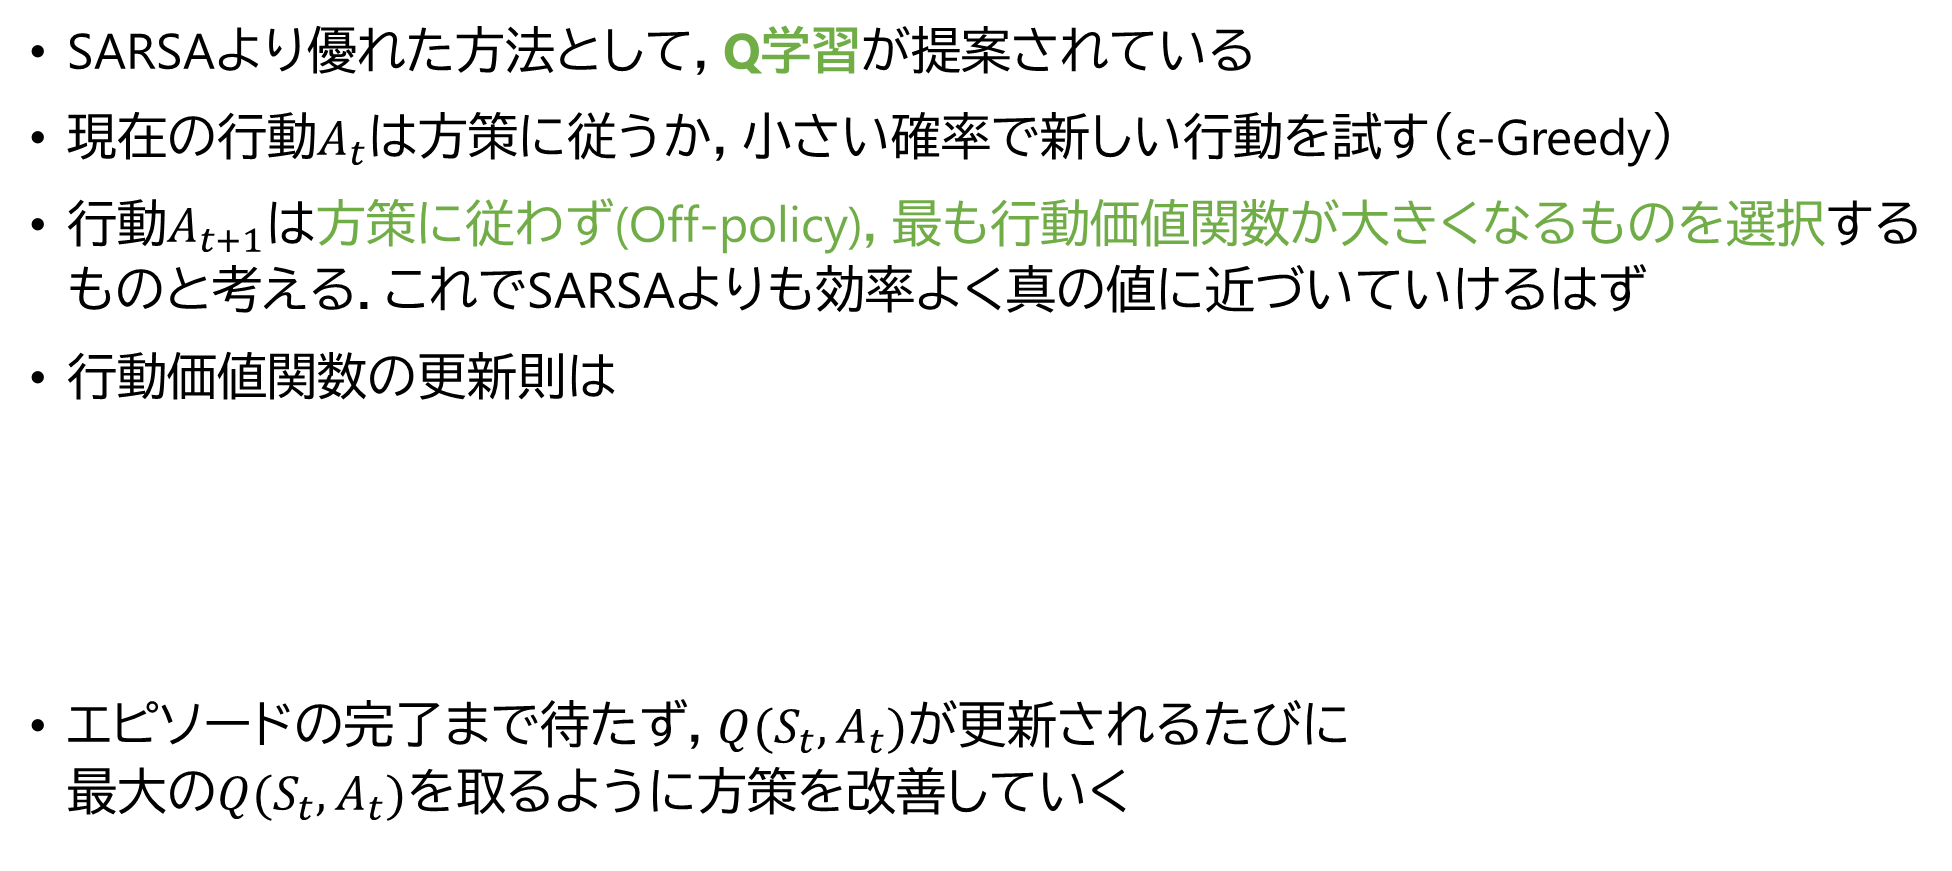 • SARSAより優れた方法として，Q学習が提案されている
• 現在の行動A_tは方策に従うか，小さい確率で新しい行動を試す（ε-Greedy）
• 行動A_{t+1}は方策に従わず(Off-policy)，最も行動価値関数が大きくなるものを選択する
ものと考える．これでSARSAよりも効率よく真の値に近づいていけるはず
• 行動価値関数の更新則は
• エピソードの完了まで待たず，Q(S_t, A_t)が更新されるたびに
最大のQ(S_t, A_t)を取るように方策を改善していく